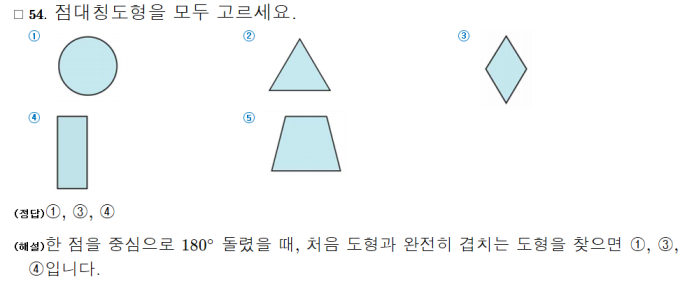 □ 54. 점대칭도형을 모두 고르세요.
① ② ③
④ ⑤
(정답)①, ③, ④
(해설)한 점을 중심으로 180° 돌렸을 때, 처음 도형과 완전히 겹치는 도형을 찾으면 ①, ③,
④입니다.